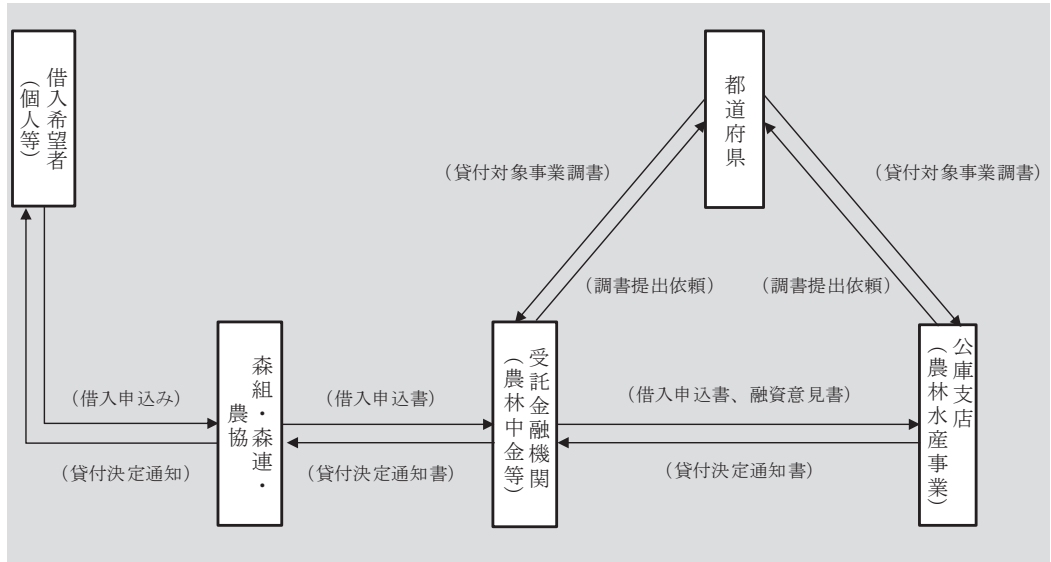 借入希望者
(個人等)
都道府県
(貸付対象事業調書)
(貸付対象事業調書)
(調書提出依頼)
(調書提出依頼)
森組・森連・
農協
受託金融機関
(農林中金等)
公庫支店
(農林水産事業)
(借入申込み)
(借入申込書)
(借入申込書、融資意見書)
(貸付決定通知)
(貸付決定通知書)
(貸付決定通知書)